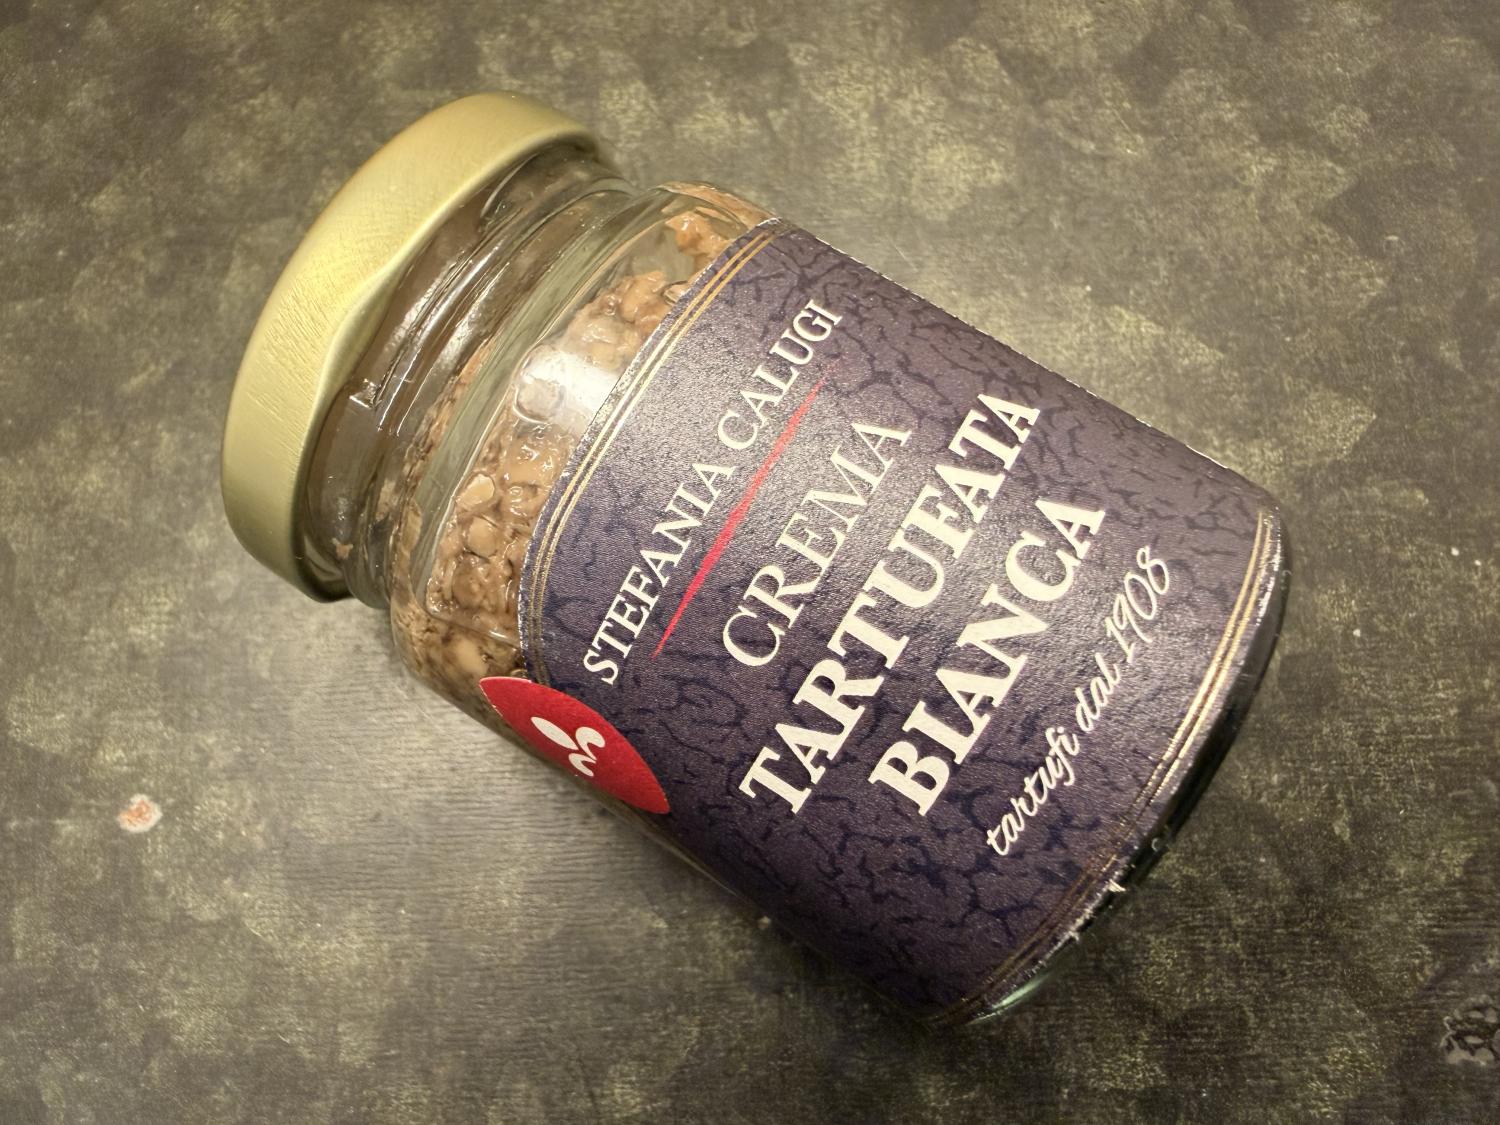 STEFANIA CALUGI
CREMA
TARTUFATA
BIANCA
tartufi dal 1908